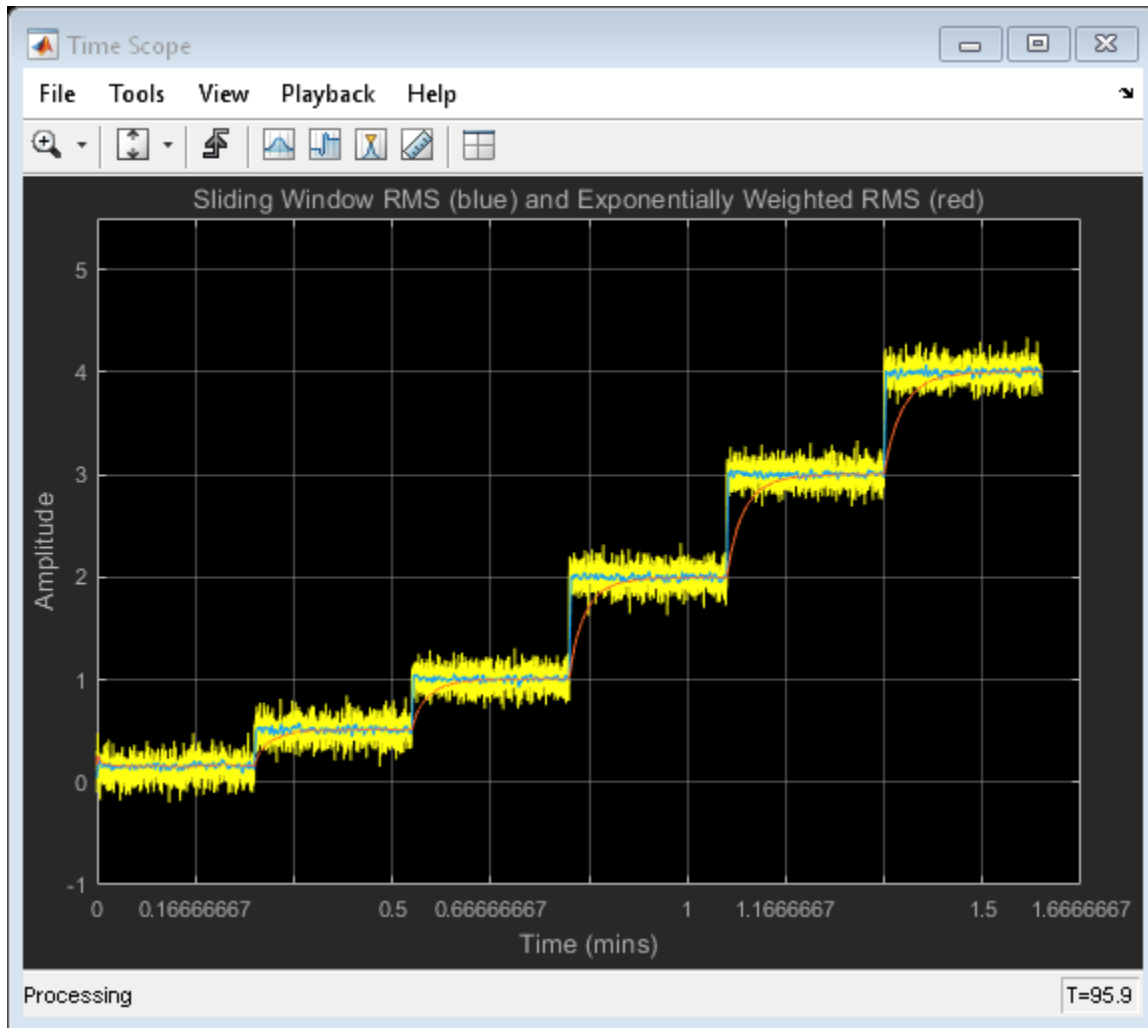 Time Scope
File Tools View Playback Help
Sliding Window RMS (blue) and Exponentially Weighted RMS (red)
5
4
3
2
1
0
-1
Amplitude
0 0.16666667 0.5 0.66666667 1 1.1666667 1.5 1.6666667
Time (mins)
Processing T=95.9